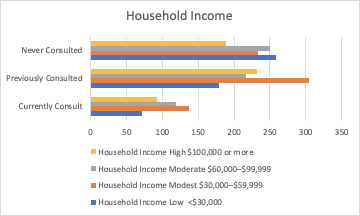 Household Income
Never Consulted
Previously Consulted
Currently Consult
0 50 100 150 200 250 300 350
Household Income High $100,000 or more
Household Income Moderate $60,000–$99,999
Household Income Modest $30,000–$59,999
Household Income Low <$30,000